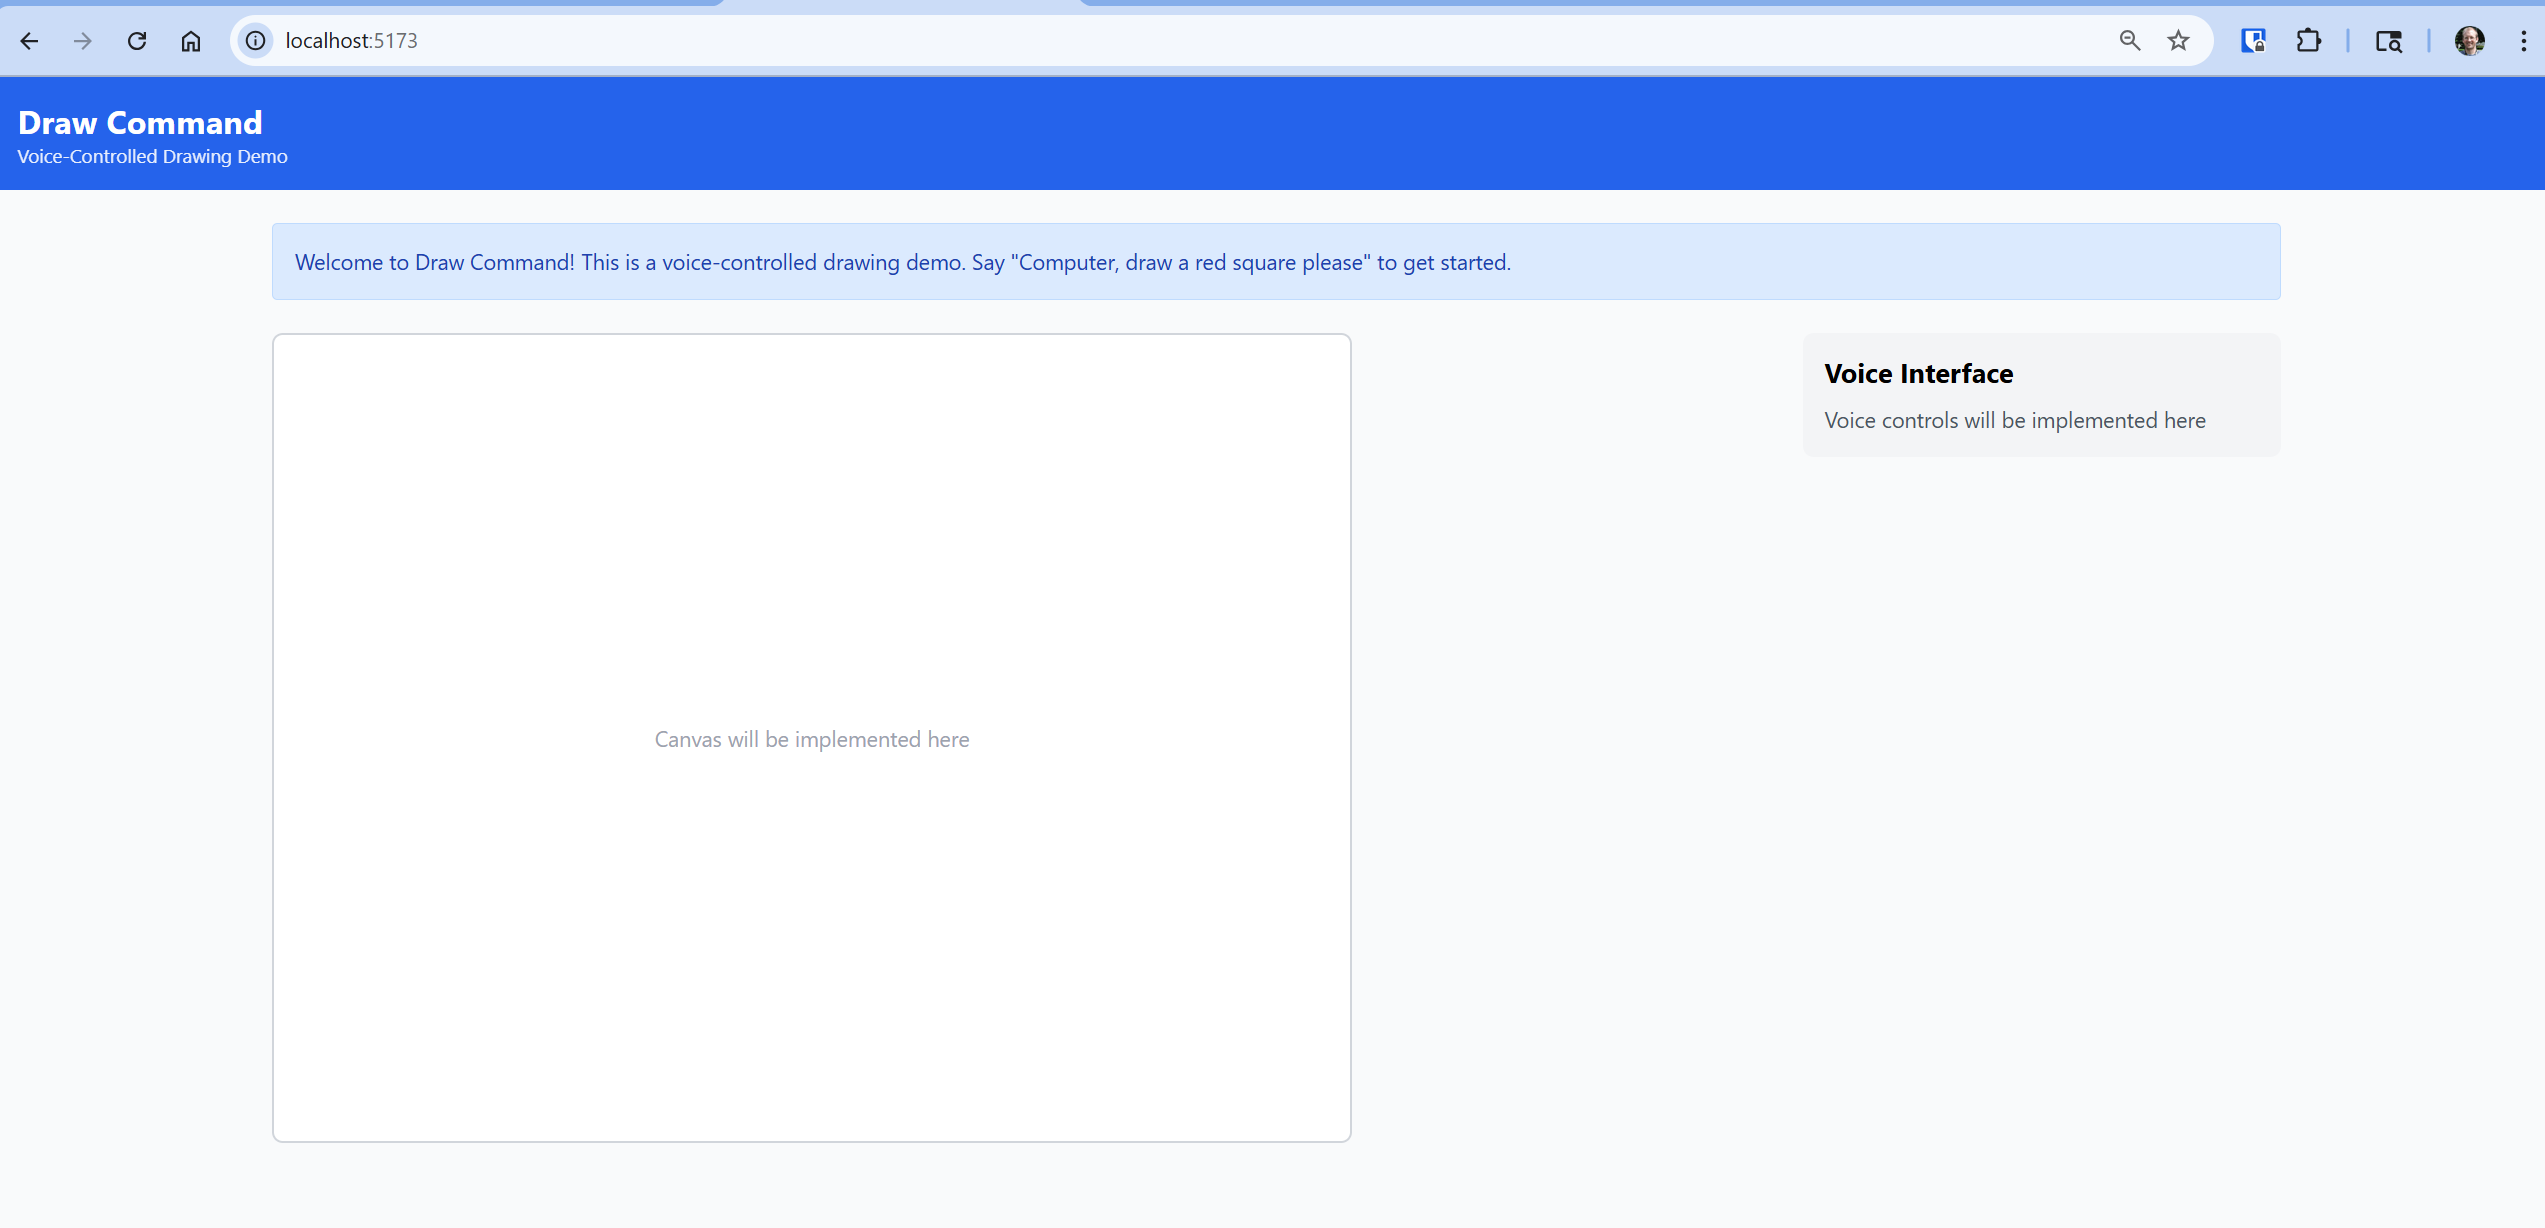 localhost:5173
Draw Command
Voice-Controlled Drawing Demo
Welcome to Draw Command! This is a voice-controlled drawing demo. Say "Computer, draw a red square please" to get started.
Voice Interface
Voice controls will be implemented here
Canvas will be implemented here